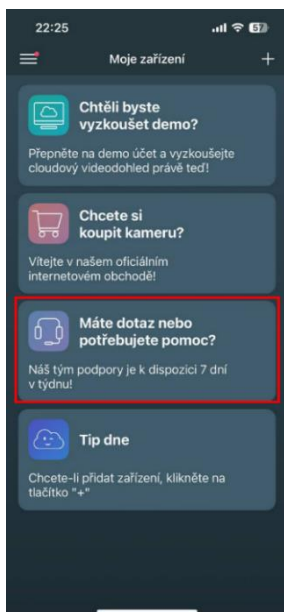 22:25
57
Moje zařízení
Chtěli byste
vyzkoušet demo?
Přepněte na demo účet a vyzkoušejte
cloudový videodohled právě teď!
Chcete si
koupit kameru?
Vítejte v našem oficiálním
internetovém obchodě!
Máte dotaz nebo
potřebujete pomoc?
Náš tým podpory je k dispozici 7 dní
v týdnu!
Tip dne
Chcete-li přidat zařízení, klikněte na
tlačítko "+"